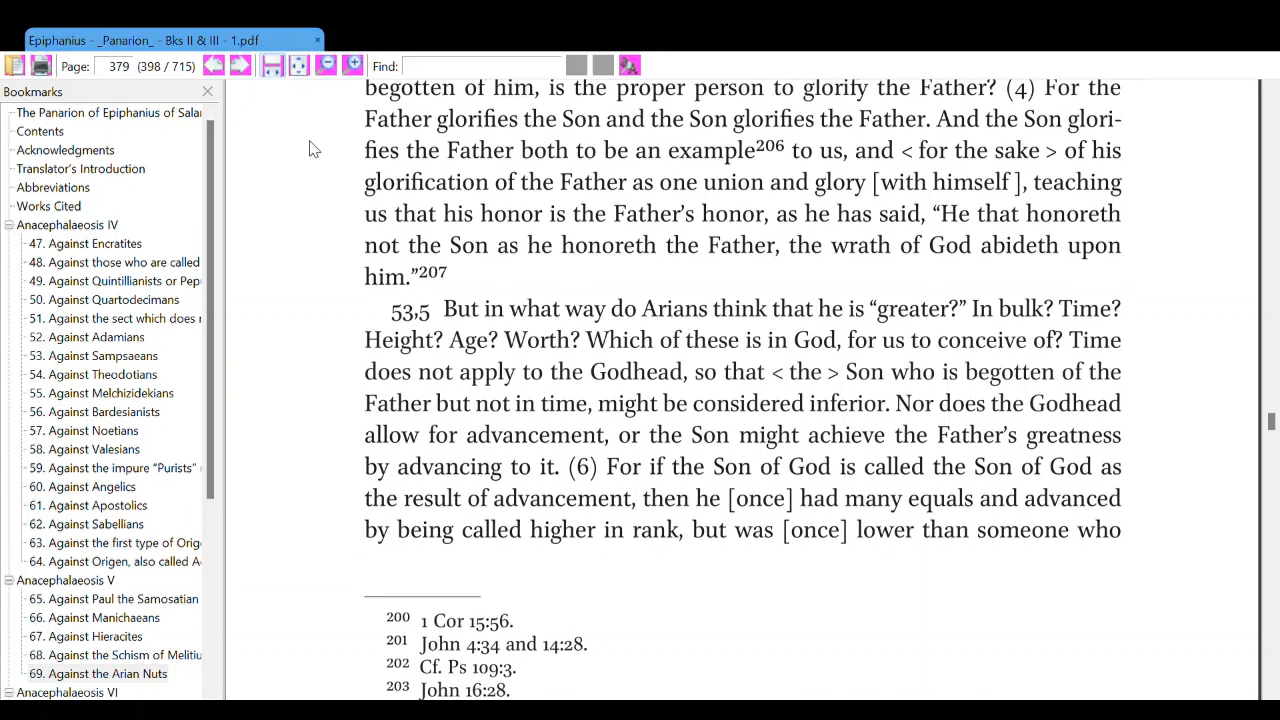 Epiphanius - _Panarion_ - Bks II & III - 1.pdf
Page: 379 (398 / 715) Find:
Bookmarks
The Panarion of Epiphanius of Sala
Contents
Acknowledgments
Translator's Introduction
Abbreviations
Works Cited
Anacephalaeosis IV
47. Against Encratites
48. Against those who are called
49. Against Quintillianists or Pep
50. Against Quartodecimans
51. Against the sect which does r
52. Against Adamians
53. Against Sampsaeans
54. Against Theodotians
55. Against Melchizidekians
56. Against Bardesianists
57. Against Noetians
58. Against Valesians
59. Against the impure “Purists” (
60. Against Angelics
61. Against Apostolics
62. Against Sabellians
63. Against the first type of Orig
64. Against Origen, also called A
Anacephalaeosis V
65. Against Paul the Samosatian
66. Against Manichaeans
67. Against Hieracites
68. Against the Schism of Melitiu
69. Against the Arian Nuts
Anacephalaeosis VI
begotten of him, is the proper person to glorify the Father? (4) For the
Father glorifies the Son and the Son glorifies the Father. And the Son glori-
fies the Father both to be an example206 to us, and < for the sake > of his
glorification of the Father as one union and glory [with himself ], teaching
us that his honor is the Father’s honor, as he has said, “He that honoreth
not the Son as he honoreth the Father, the wrath of God abideth upon
him.”207
53,5 But in what way do Arians think that he is “greater?” In bulk? Time?
Height? Age? Worth? Which of these is in God, for us to conceive of? Time
does not apply to the Godhead, so that < the > Son who is begotten of the
Father but not in time, might be considered inferior. Nor does the Godhead
allow for advancement, or the Son might achieve the Father’s greatness
by advancing to it. (6) For if the Son of God is called the Son of God as
the result of advancement, then he [once] had many equals and advanced
by being called higher in rank, but was [once] lower than someone who
200 1 Cor 15:56.
201 John 4:34 and 14:28.
202 Cf. Ps 109:3.
203 John 16:28.